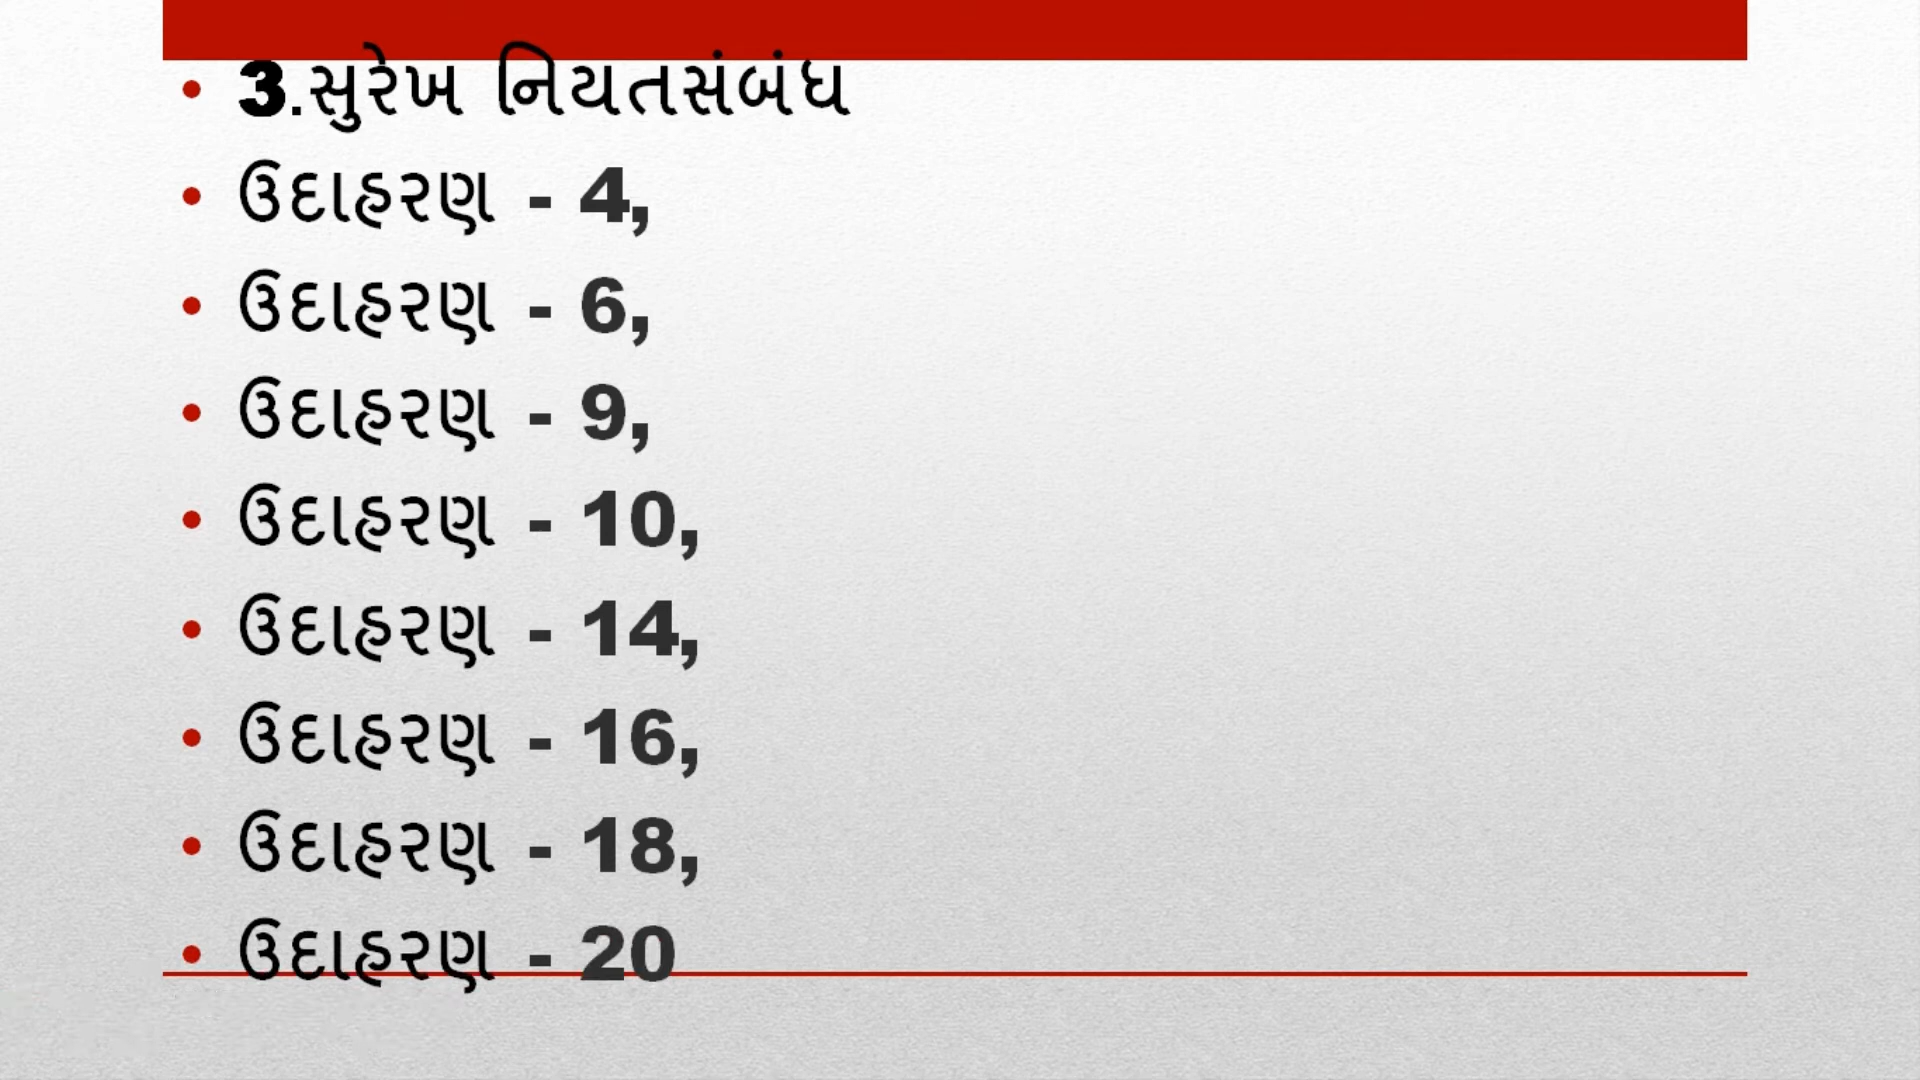 • 3.સુરેખ નિયતસંબંધ
• ઉદાહરણ - 4,
• ઉદાહરણ - 6,
• ઉદાહરણ - 9,
• ઉદાહરણ - 10,
• ઉદાહરણ - 14,
• ઉદાહરણ - 16,
• ઉદાહરણ - 18,
• ઉદાહરણ - 20